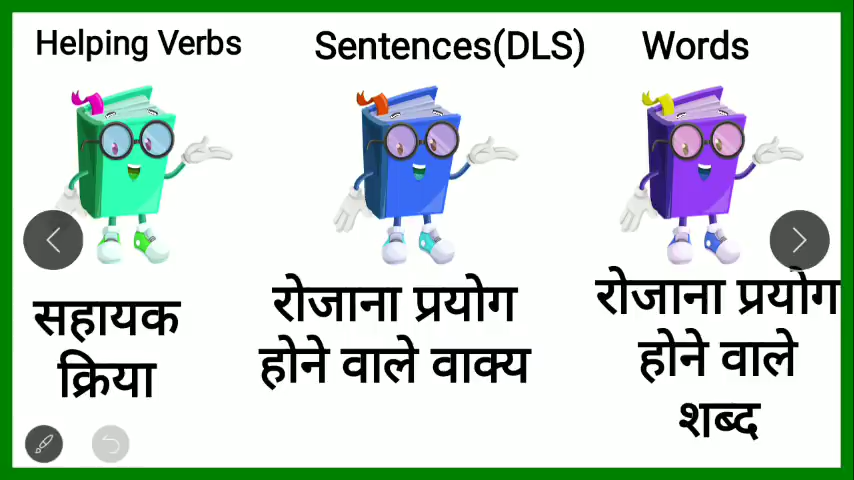 Helping Verbs
Sentences(DLS)
Words
सहायक
क्रिया
रोजाना प्रयोग
होने वाले वाक्य
रोजाना प्रयोग
होने वाले
शब्द